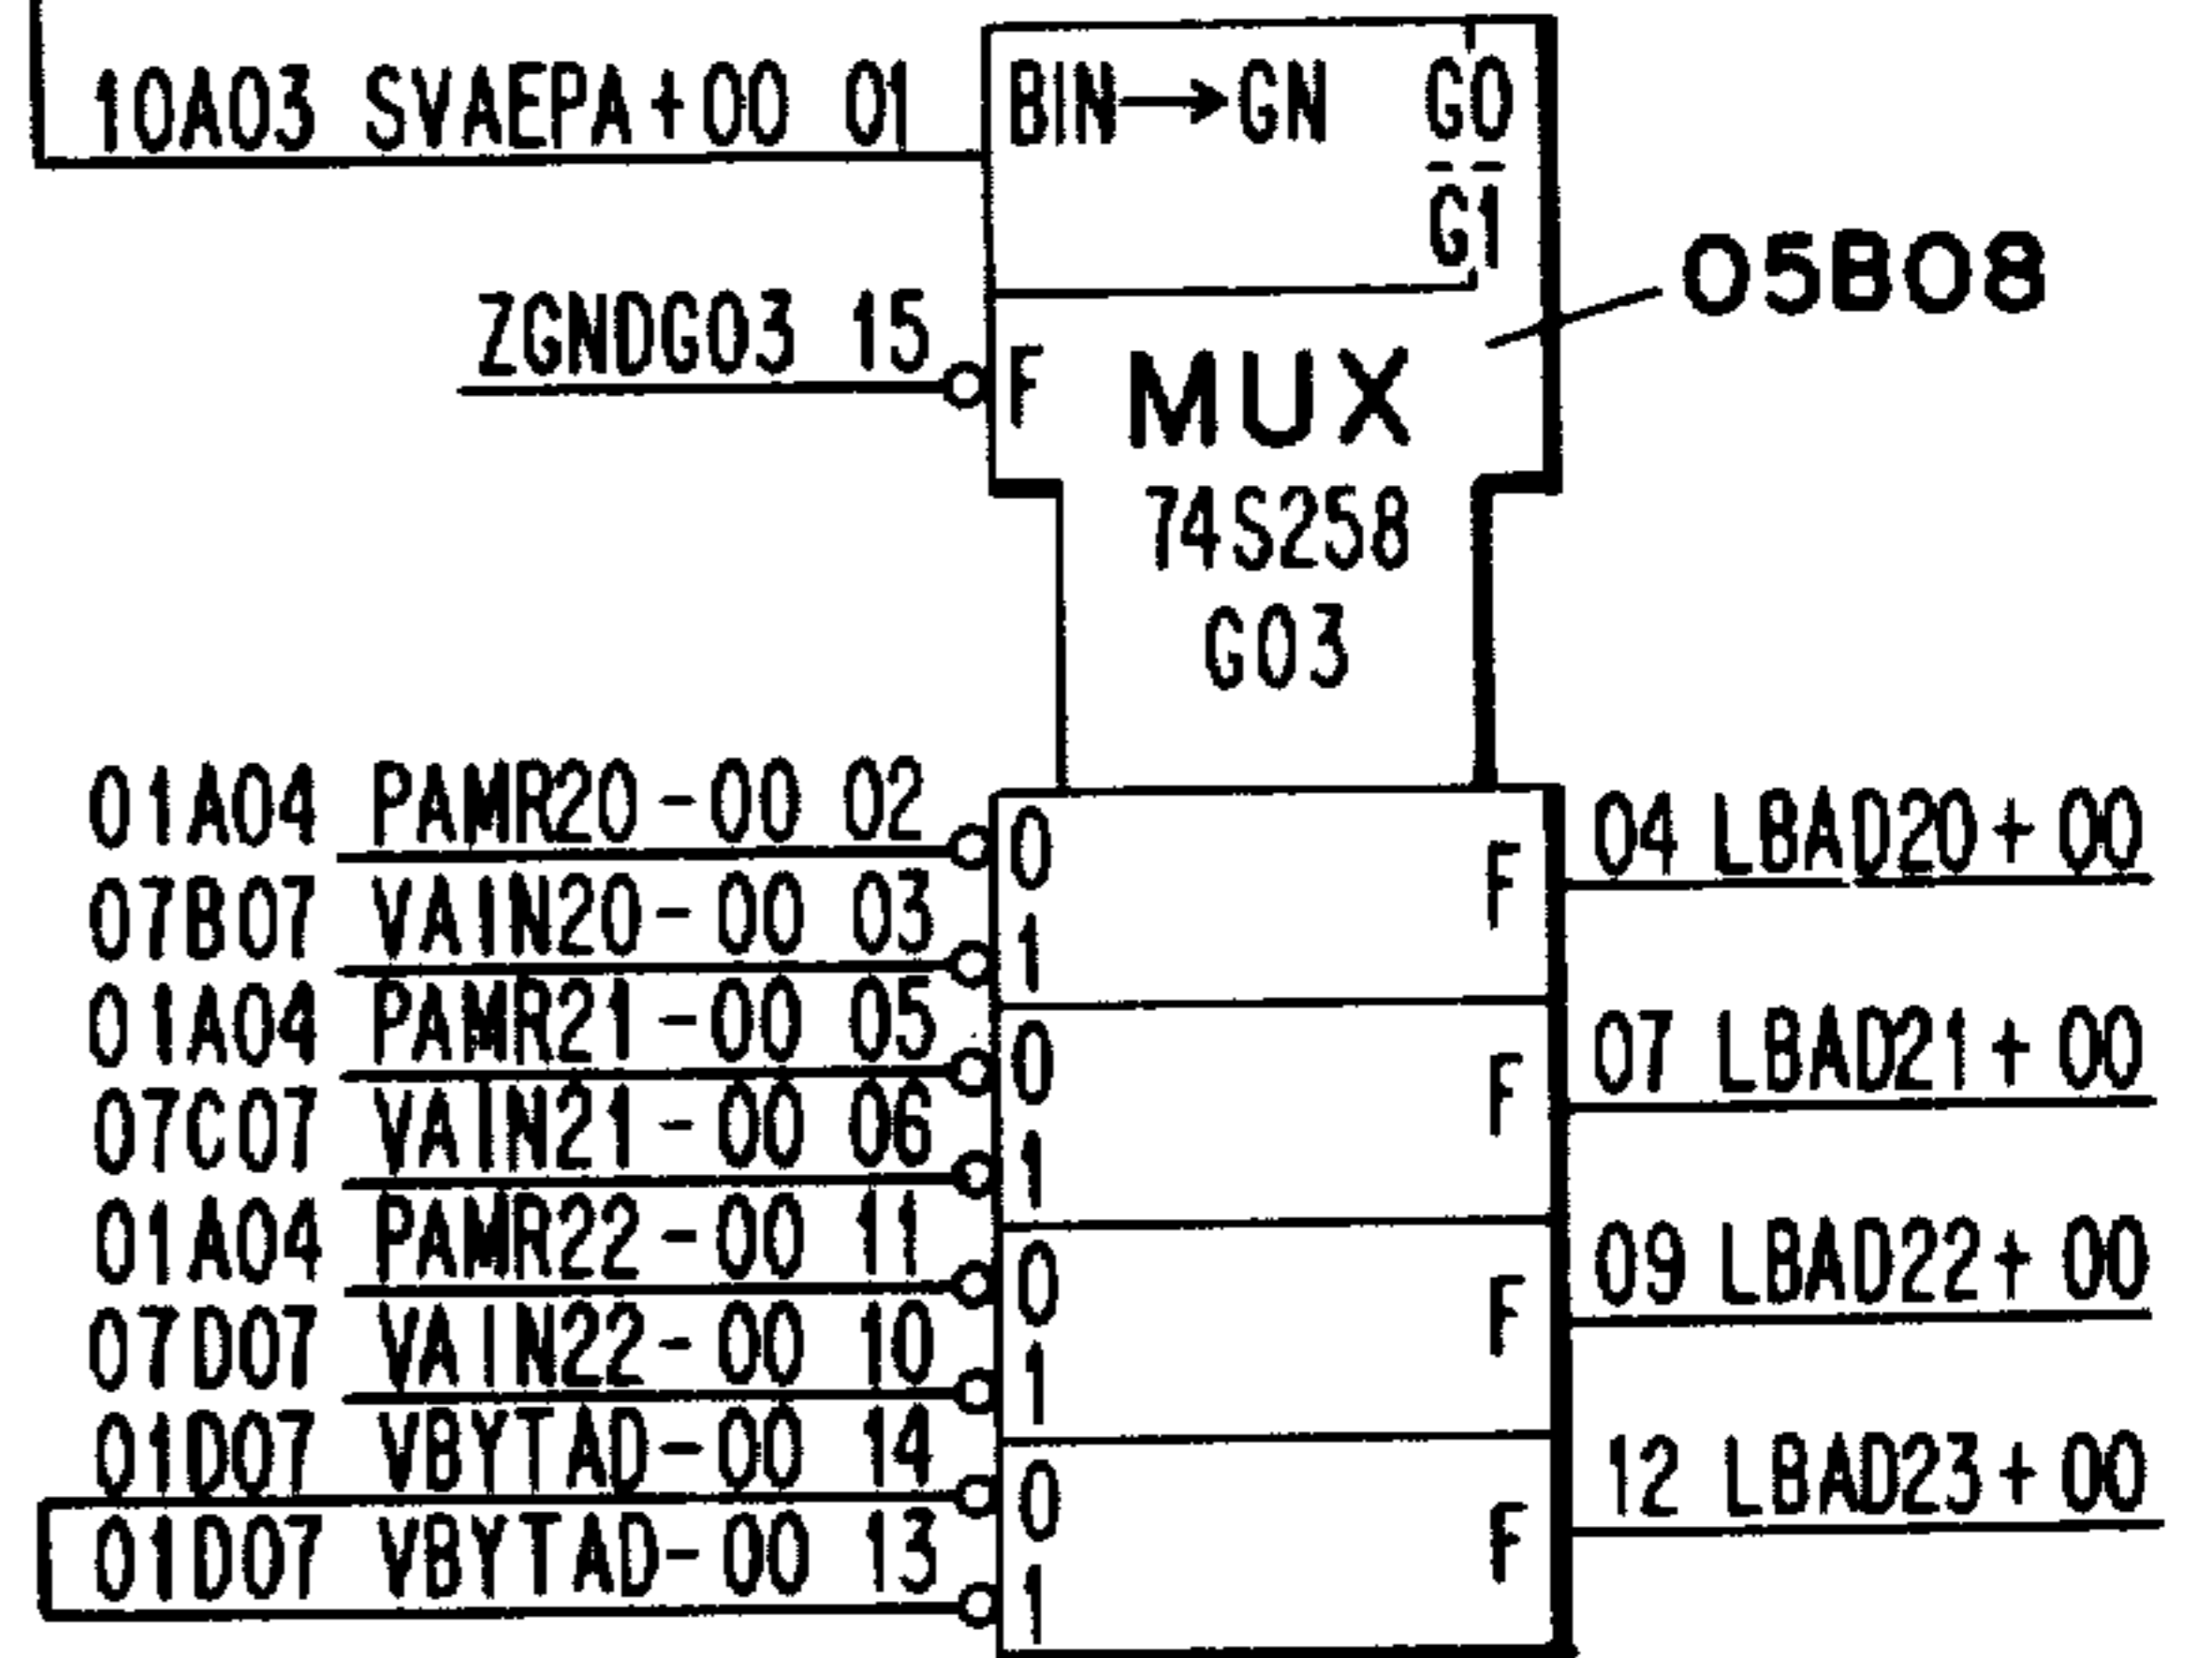 10A03 SVAEPA+00 01 BIN→GN G0
G1
05B08
ZGNDG03 15 F
MUX
74S258
G03
01A04 PAMR20-00 02 0 F 04 LBAD20+00
07B07 VAIN20-00 03 1
01A04 PAMR21-00 05 0 F 07 LBAD21+00
07C07 VAIN21-00 06 1
01A04 PAMR22-00 11 0 F 09 LBAD22+00
07D07 VAIN22-00 10 1
01D07 VBYTAD-00 14 0 F 12 LBAD23+00
01D07 VBYTAD-00 13 1